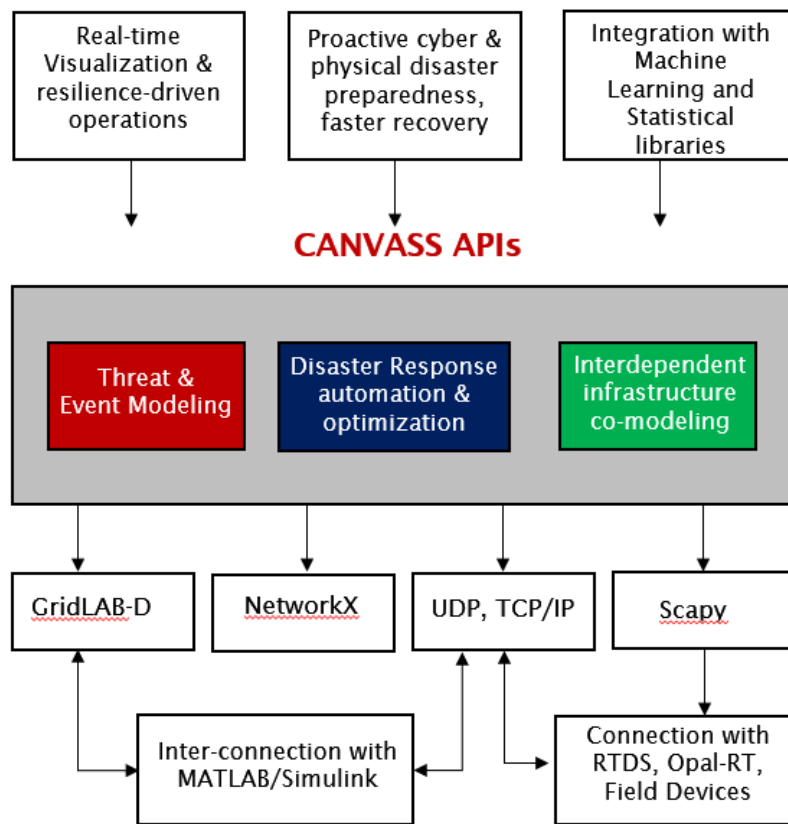 Real-time
Visualization &
resilience-driven
operations
Proactive cyber &
physical disaster
preparedness,
faster recovery
Integration with
Machine
Learning and
Statistical
libraries
CANVASS APIs
Threat &
Event Modeling
Disaster Response
automation &
optimization
Interdependent
infrastructure
co-modeling
GridLAB-D
NetworkX
UDP, TCP/IP
Scapy
Inter-connection with
MATLAB/Simulink
Connection with
RTDS, Opal-RT,
Field Devices